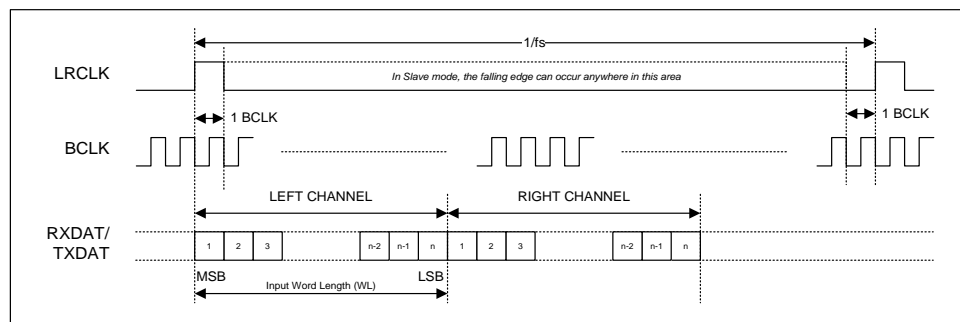 1/fs
LRCLK
In Slave mode, the falling edge can occur anywhere in this area
1 BCLK
1 BCLK
BCLK
LEFT CHANNEL
RIGHT CHANNEL
RXDAT/
TXDAT
1 2 3 n-2 n-1 n 1 2 3 n-2 n-1 n
MSB
LSB
Input Word Length (WL)